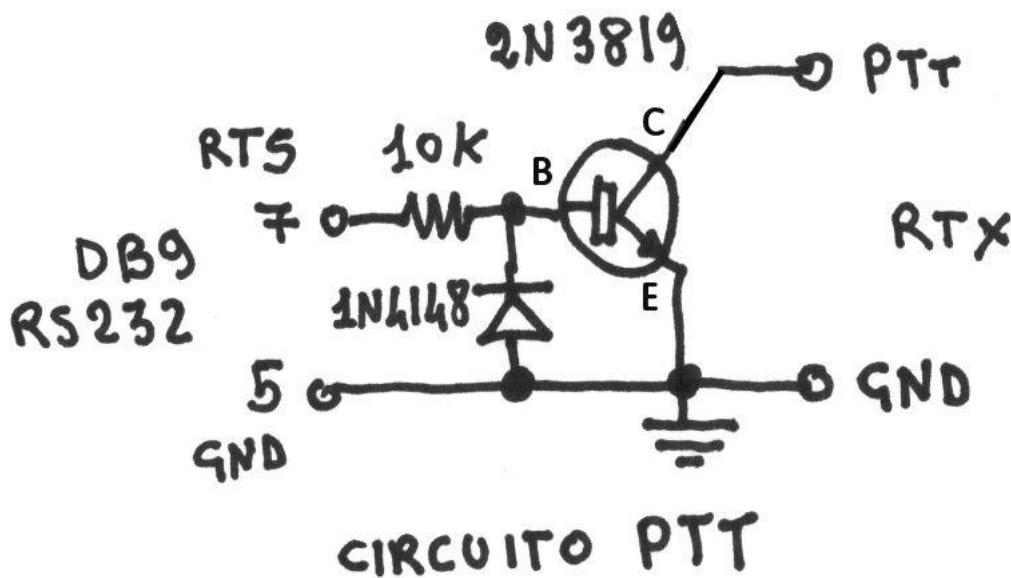 2N3819
PTT
C
RTS 10K
B
7
RTX
DB9
RS232
1N4148
E
5
GND
GND
CIRCUITO PTT